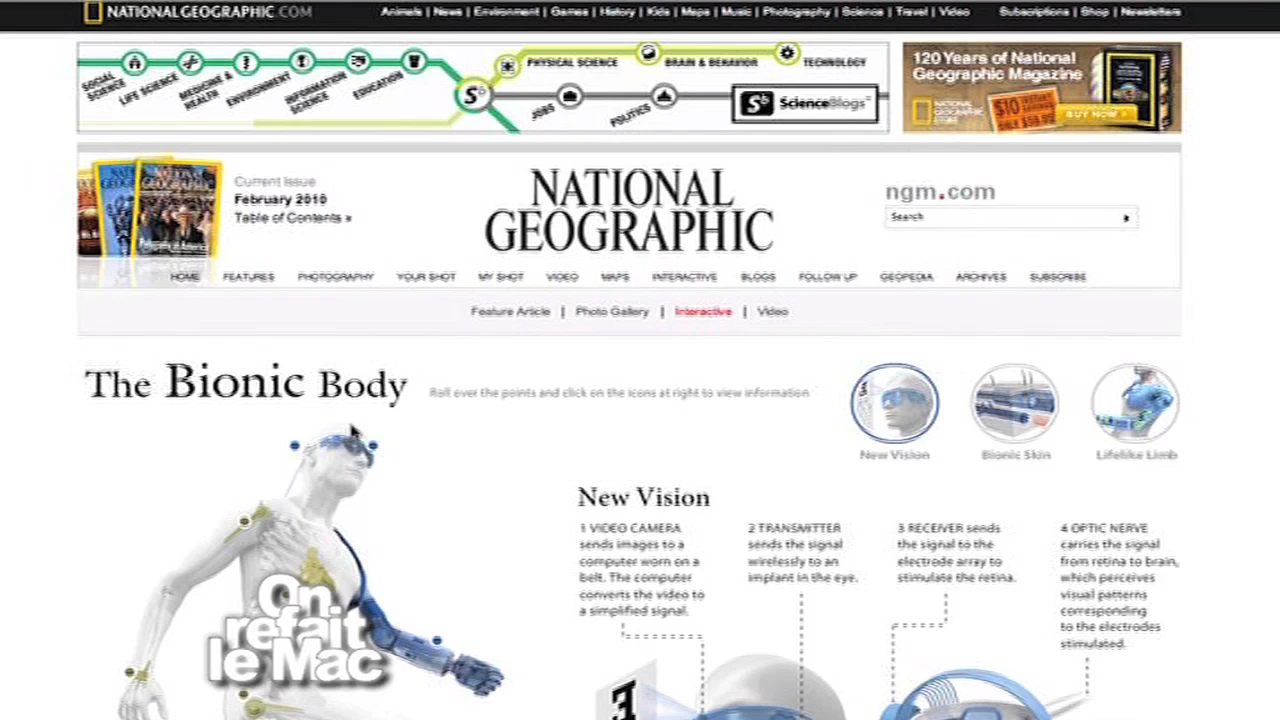 NATIONALGEOGRAPHIC.COM
Animals | News | Environment | Games | History | Kids | Maps | Music | Photography | Science | Travel | Video
Subscriptions | Shop | Newsletters
SOCIAL SCIENCE
LIFE SCIENCE
MEDICINE & HEALTH
ENVIRONMENT
INFORMATION SCIENCE
EDUCATION
Sb
PHYSICAL SCIENCE
BRAIN & BEHAVIOR
TECHNOLOGY
JOBS
POLITICS
Sb ScienceBlogs™
120 Years of National
Geographic Magazine
NATIONAL
GEOGRAPHIC
STORE
$10 INSTANT SAVINGS
ONLY $59.95
BUY NOW >
Current Issue
February 2010
Table of Contents »
NATIONAL
GEOGRAPHIC
ngm.com
Search
HOME FEATURES PHOTOGRAPHY YOUR SHOT MY SHOT VIDEO MAPS INTERACTIVE BLOGS FOLLOW UP GEOPEDIA ARCHIVES SUBSCRIBE
Feature Article | Photo Gallery | Interactive | Video
The Bionic Body
Roll over the points and click on the icons at right to view information
New Vision
Bionic Skin
Lifelike Limb
New Vision
1 VIDEO CAMERA
sends images to a
computer worn on a
belt. The computer
converts the video to
a simplified signal.
2 TRANSMITTER
sends the signal
wirelessly to an
implant in the eye.
3 RECEIVER sends
the signal to the
electrode array to
stimulate the retina.
4 OPTIC NERVE
carries the signal
from retina to brain,
which perceives
visual patterns
corresponding
to the electrodes
stimulated.
On
refait
le Mac